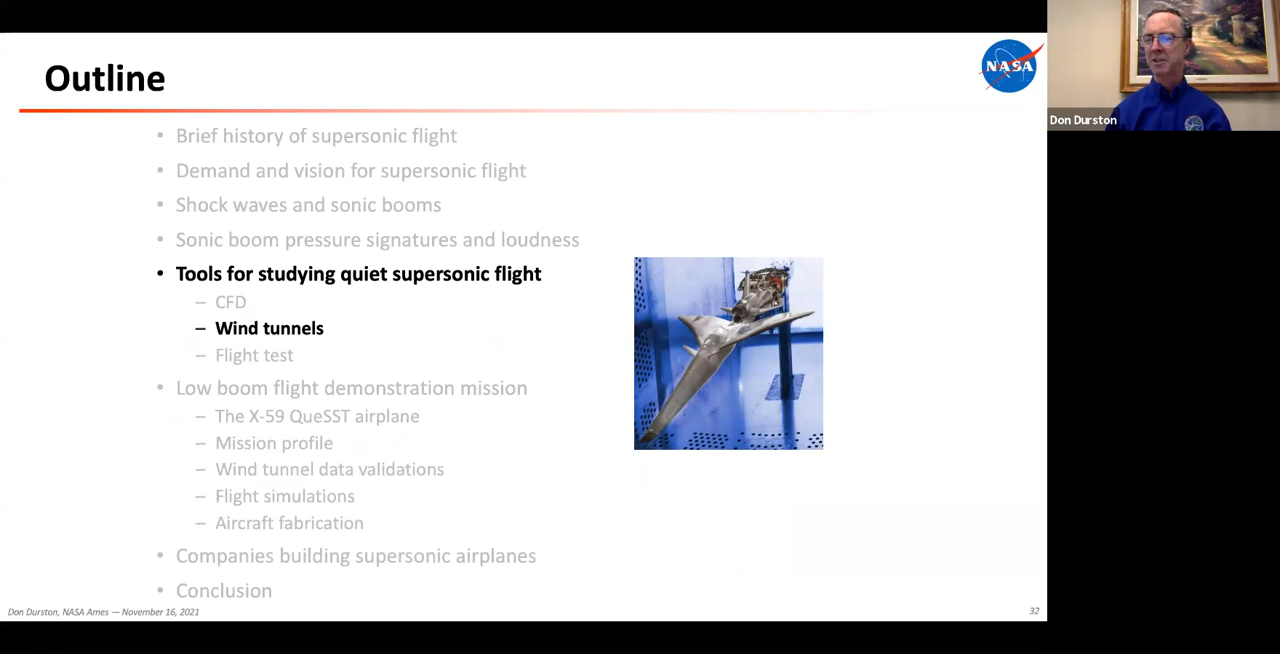 Outline
NASA
Don Durston
• Brief history of supersonic flight
• Demand and vision for supersonic flight
• Shock waves and sonic booms
• Sonic boom pressure signatures and loudness
• Tools for studying quiet supersonic flight
– CFD
– Wind tunnels
– Flight test
• Low boom flight demonstration mission
– The X-59 QueSST airplane
– Mission profile
– Wind tunnel data validations
– Flight simulations
– Aircraft fabrication
• Companies building supersonic airplanes
• Conclusion
Don Durston, NASA Ames — November 16, 2021
32